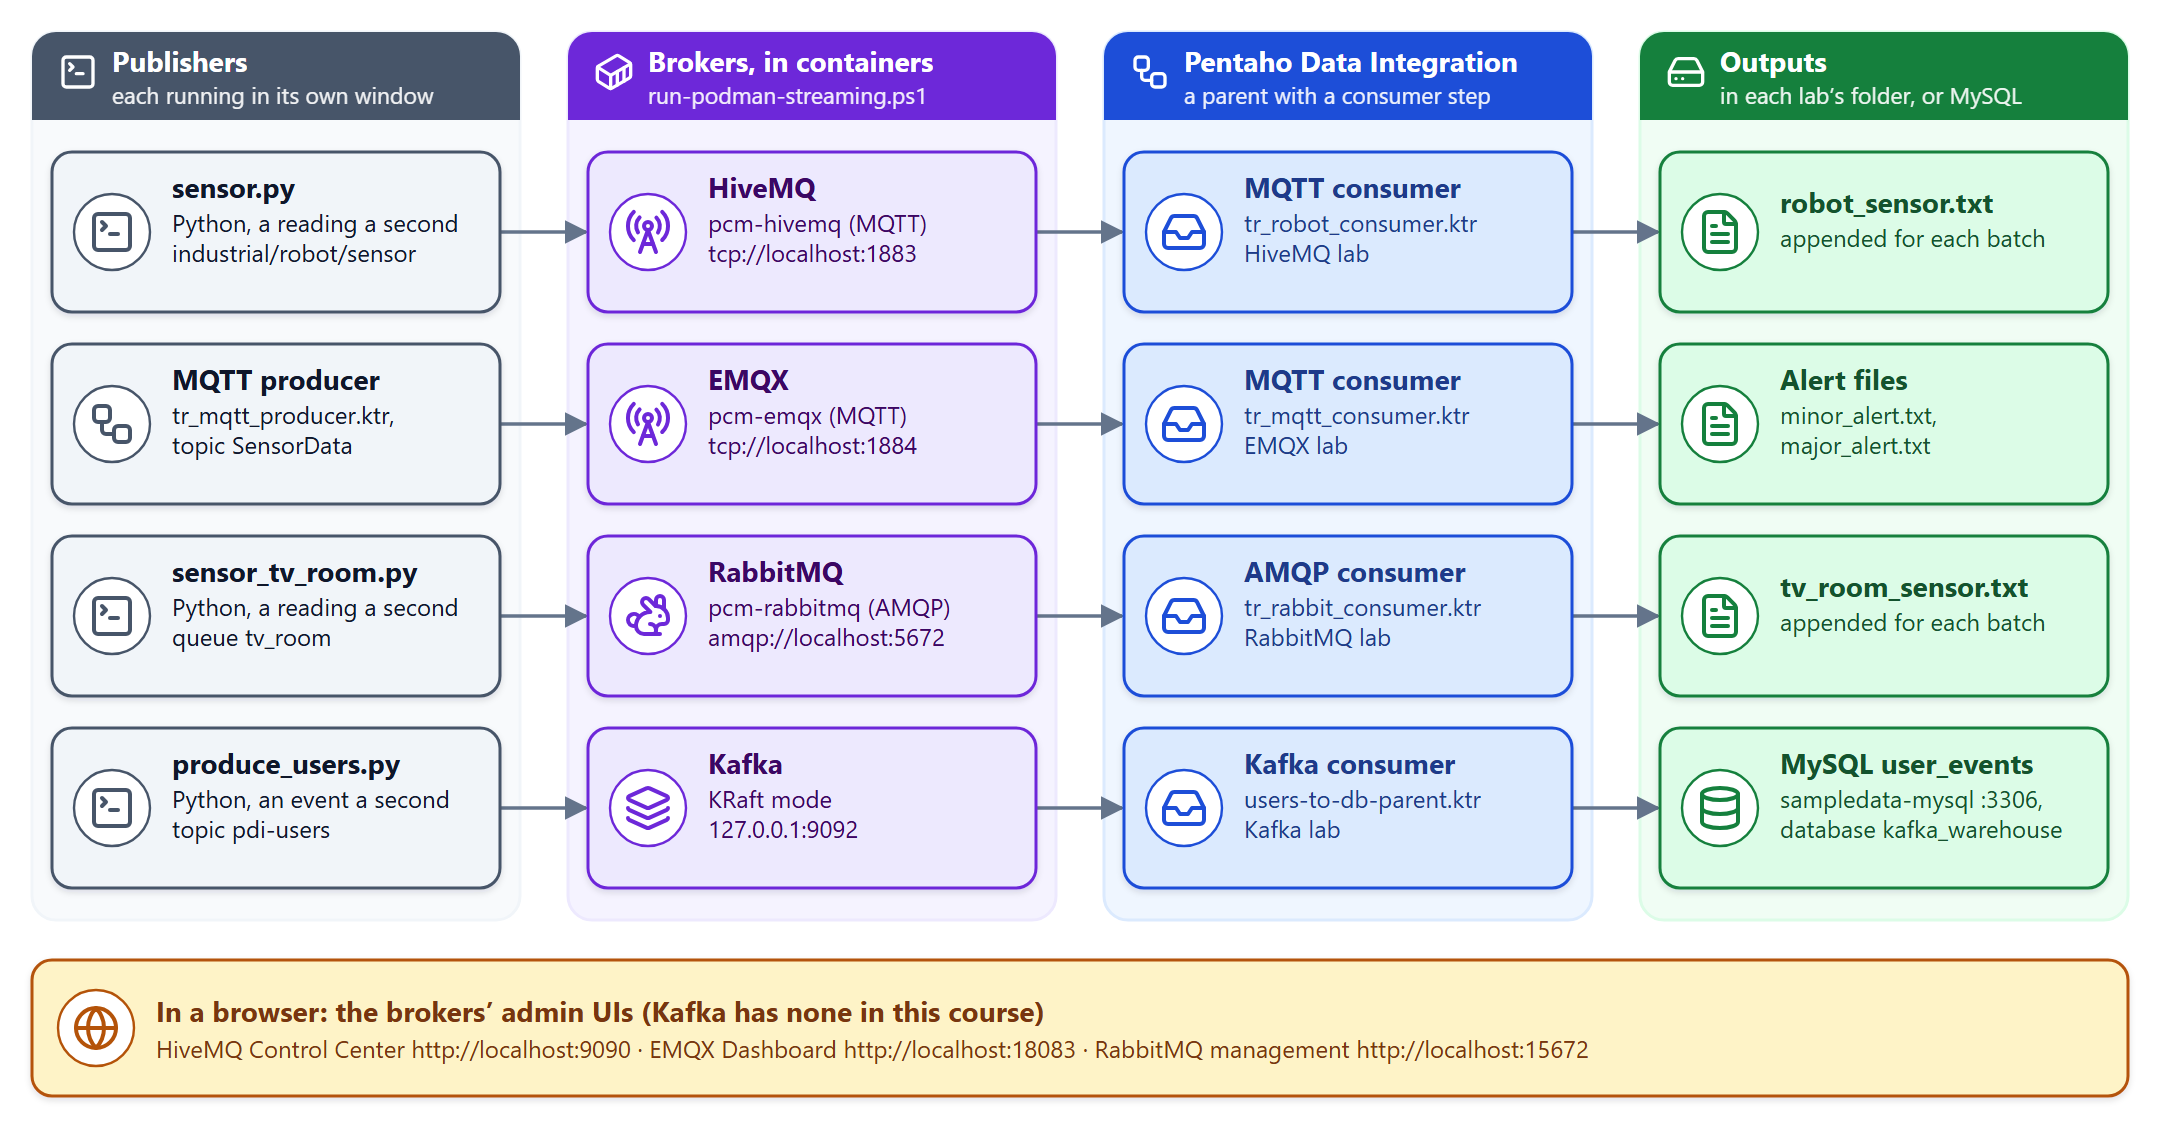 Publishers
each running in its own window
Brokers, in containers
run-podman-streaming.ps1
Pentaho Data Integration
a parent with a consumer step
Outputs
in each lab’s folder, or MySQL
sensor.py
Python, a reading a second
industrial/robot/sensor
HiveMQ
pcm-hivemq (MQTT)
tcp://localhost:1883
MQTT consumer
tr_robot_consumer.ktr
HiveMQ lab
robot_sensor.txt
appended for each batch
MQTT producer
tr_mqtt_producer.ktr,
topic SensorData
EMQX
pcm-emqx (MQTT)
tcp://localhost:1884
MQTT consumer
tr_mqtt_consumer.ktr
EMQX lab
Alert files
minor_alert.txt,
major_alert.txt
sensor_tv_room.py
Python, a reading a second
queue tv_room
RabbitMQ
pcm-rabbitmq (AMQP)
amqp://localhost:5672
AMQP consumer
tr_rabbit_consumer.ktr
RabbitMQ lab
tv_room_sensor.txt
appended for each batch
produce_users.py
Python, an event a second
topic pdi-users
Kafka
KRaft mode
127.0.0.1:9092
Kafka consumer
users-to-db-parent.ktr
Kafka lab
MySQL user_events
sampledata-mysql :3306,
database kafka_warehouse
In a browser: the brokers’ admin UIs (Kafka has none in this course)
HiveMQ Control Center http://localhost:9090 · EMQX Dashboard http://localhost:18083 · RabbitMQ management http://localhost:15672